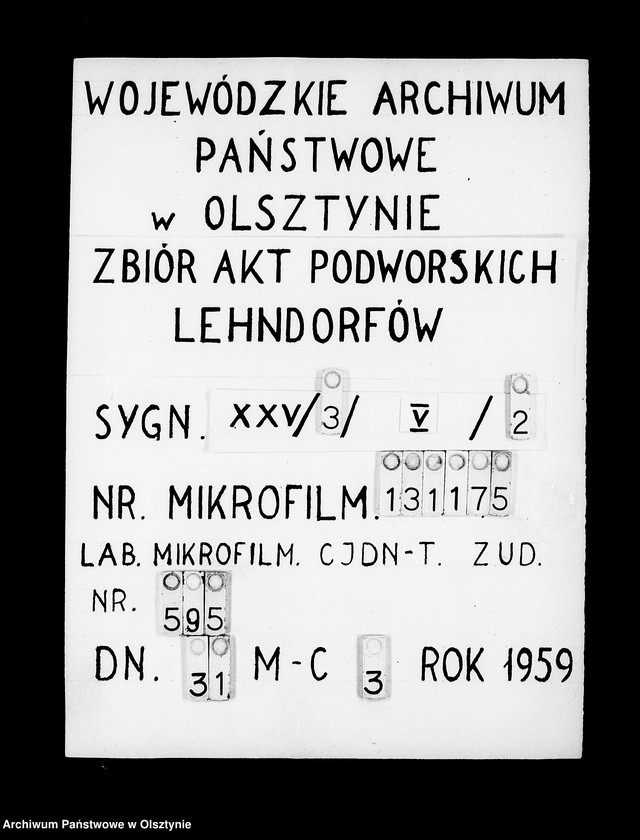 WOJEWÓDZKIE ARCHIWUM
PAŃSTWOWE
w OLSZTYNIE
ZBIÓR AKT PODWORSKICH
LEHNDORFÓW
SYGN. XXV/3/ V /2
NR. MIKROFILM. 131175
LAB. MIKROFILM. CJDN-T. ZUD.
NR. 595
DN. 31 M-C 3 ROK 1959
Archiwum Państwowe w Olsztynie